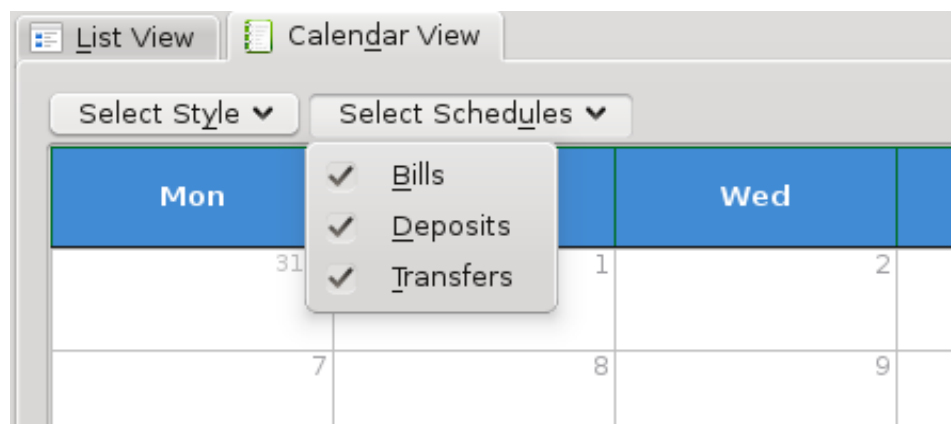 List View Calendar View
Select Style Select Schedules
Mon Wed
Bills
Deposits
31 1 2
Transfers
7 8 9